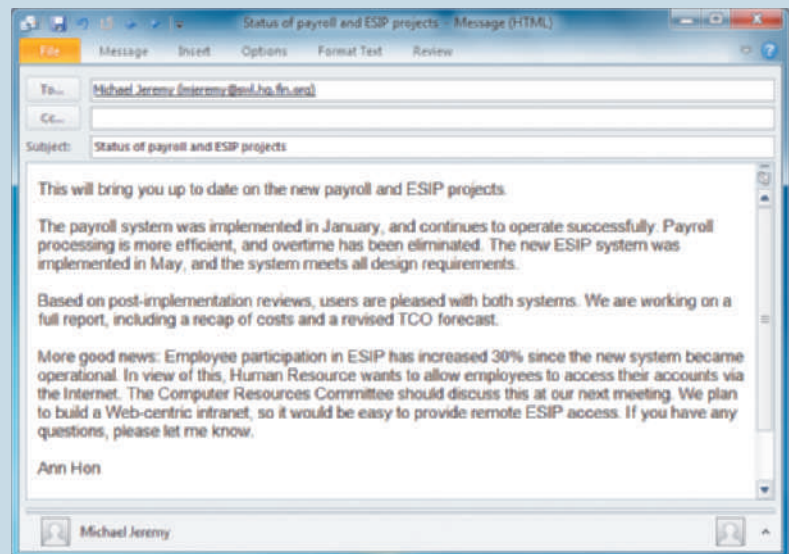 Status of payroll and ESIP projects - Message (HTML)
File Message Insert Options Format Text Review
To... Michael Jeremy (mjeremy@swl.hq.fin.org)
Cc...
Subject: Status of payroll and ESIP projects
This will bring you up to date on the new payroll and ESIP projects.
The payroll system was implemented in January, and continues to operate successfully. Payroll
processing is more efficient, and overtime has been eliminated. The new ESIP system was
implemented in May, and the system meets all design requirements.
Based on post-implementation reviews, users are pleased with both systems. We are working on a
full report, including a recap of costs and a revised TCO forecast.
More good news: Employee participation in ESIP has increased 30% since the new system became
operational. In view of this, Human Resource wants to allow employees to access their accounts via
the Internet. The Computer Resources Committee should discuss this at our next meeting. We plan
to build a Web-centric intranet, so it would be easy to provide remote ESIP access. If you have any
questions, please let me know.
Ann Hon
Michael Jeremy